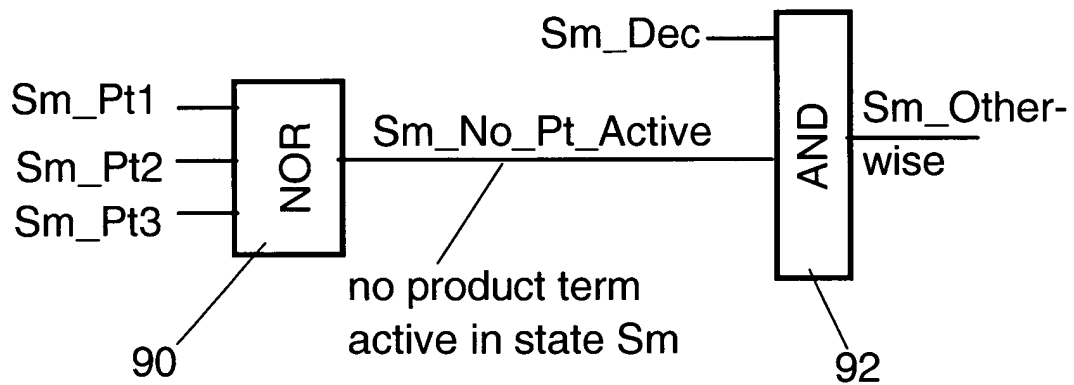 Sm_Dec
Sm_Pt1
Sm_Pt2
Sm_Pt3
NOR
Sm_No_Pt_Active
AND
Sm_Other-
wise
no product term
active in state Sm
90
92